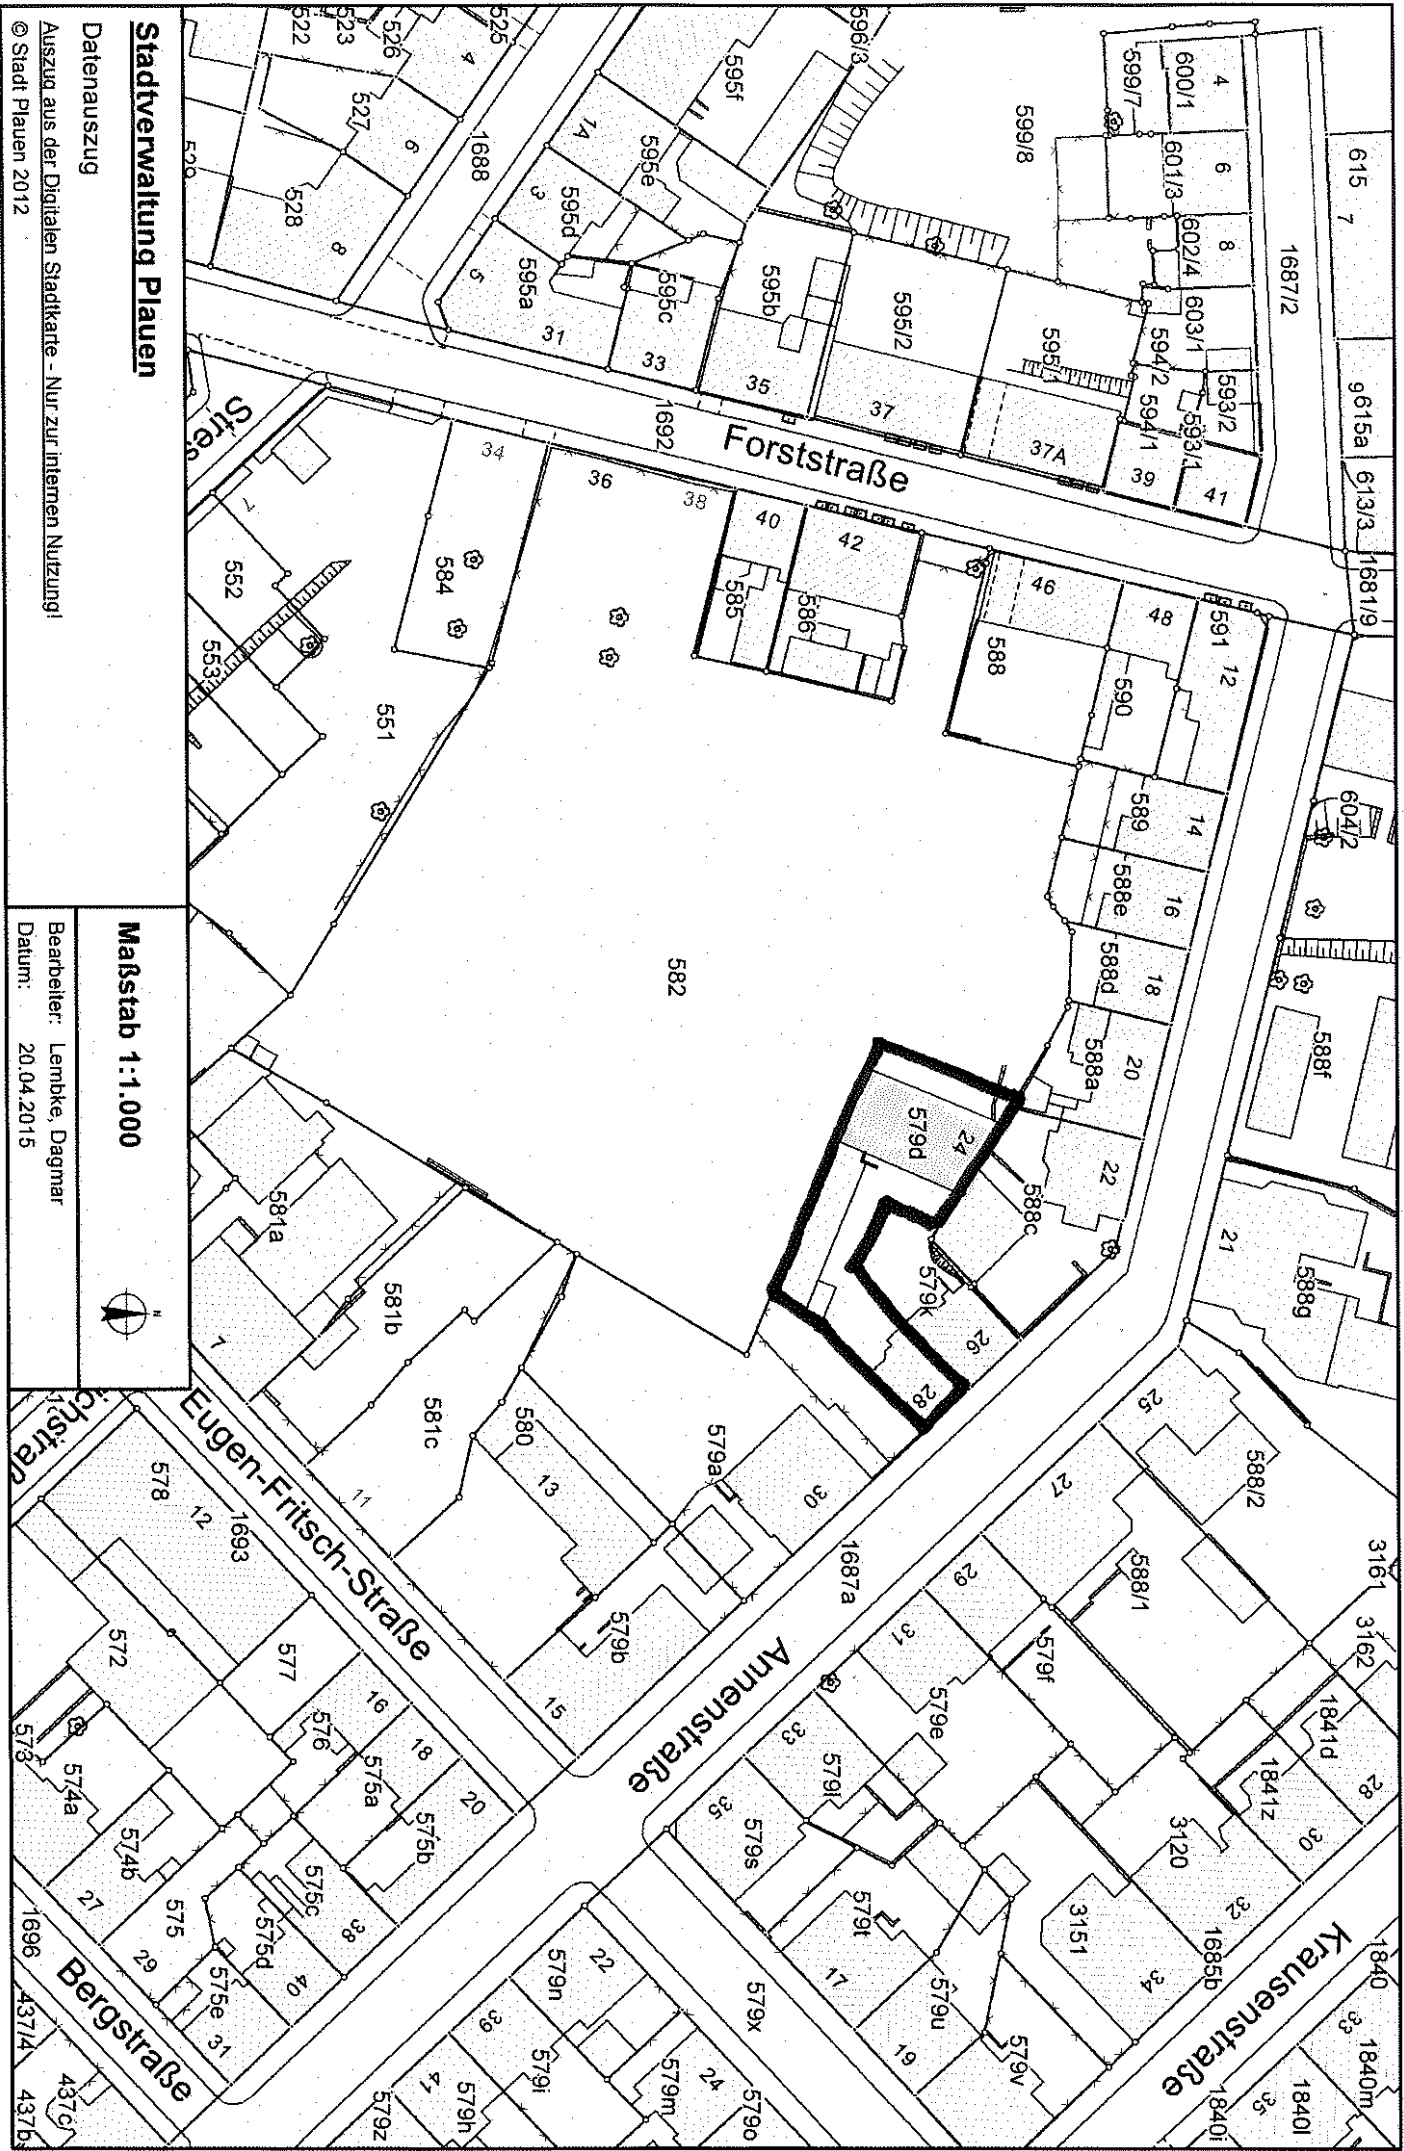 Stadtverwaltung Plauen
Datenauszug
Auszug aus der Digitalen Stadtkarte - Nur zur internen Nutzung!
© Stadt Plauen 2012
Maßstab 1:1.000
Bearbeiter: Lembke, Dagmar
Datum: 20.04.2015
N
Forststraße
Annenstraße
Eugen-Fritsch-Straße
Krausenstraße
Bergstraße
Stres
ichstraß
615
7
9
615a
613/3
1681/9
1687/2
4
6
8
600/1
599/7
601/3
602/4
603/1
593/2
594/2
593/1
594/1
599/8
596/3
595f
595e
595d
595c
595b
595a
595/2
595/1
1A
3
5
31
33
35
37
37A
39
41
1692
1688
525
4
526
523
522
527
6
528
8
529
34
36
38
40
42
46
48
591
12
584
585
586
588
590
589
14
588e
16
588d
18
588a
20
22
588c
604/2
588f
21
588g
582
551
552
553
7
579d
24
579k
26
28
579a
30
581a
7
581b
581c
11
580
13
579b
15
1687a
25
588/2
27
588/1
29
579f
31
579e
33
579l
35
579s
3161
3162
1841d
28
1841z
30
3120
32
1685b
3151
34
579t
17
579u
19
579v
579x
1840
33
1840m
1840l
35
1840i
578
12
1693
577
572
16
576
18
575a
20
575b
573
574a
574b
27
575
29
575c
575d
38
40
575e
31
1696
437/4
437c
437b
22
579n
39
579i
41
579h
579z
579m
24
579o